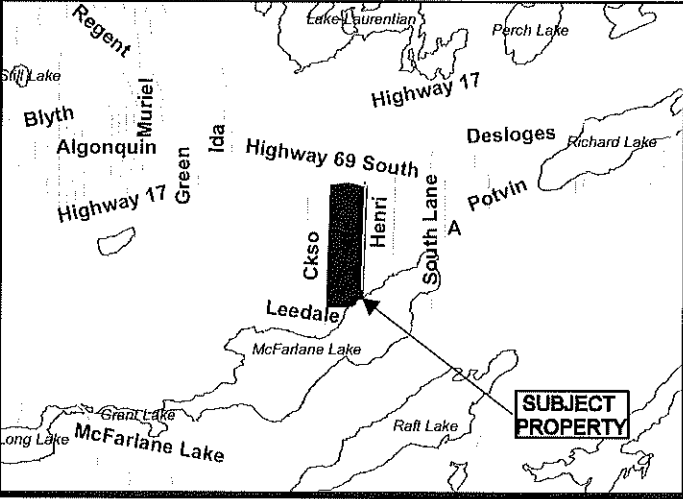 Regent
Lake Laurentian
Perch Lake
Still Lake
Highway 17
Blyth
Muriel
Algonquin
Ida
Desloges
Richard Lake
Green
Highway 69 South
Highway 17
Potvin
Henri
South Lane
A
Ckso
Leedale
McFarlane Lake
SUBJECT
PROPERTY
Grant Lake
Long Lake
McFarlane Lake
Raft Lake